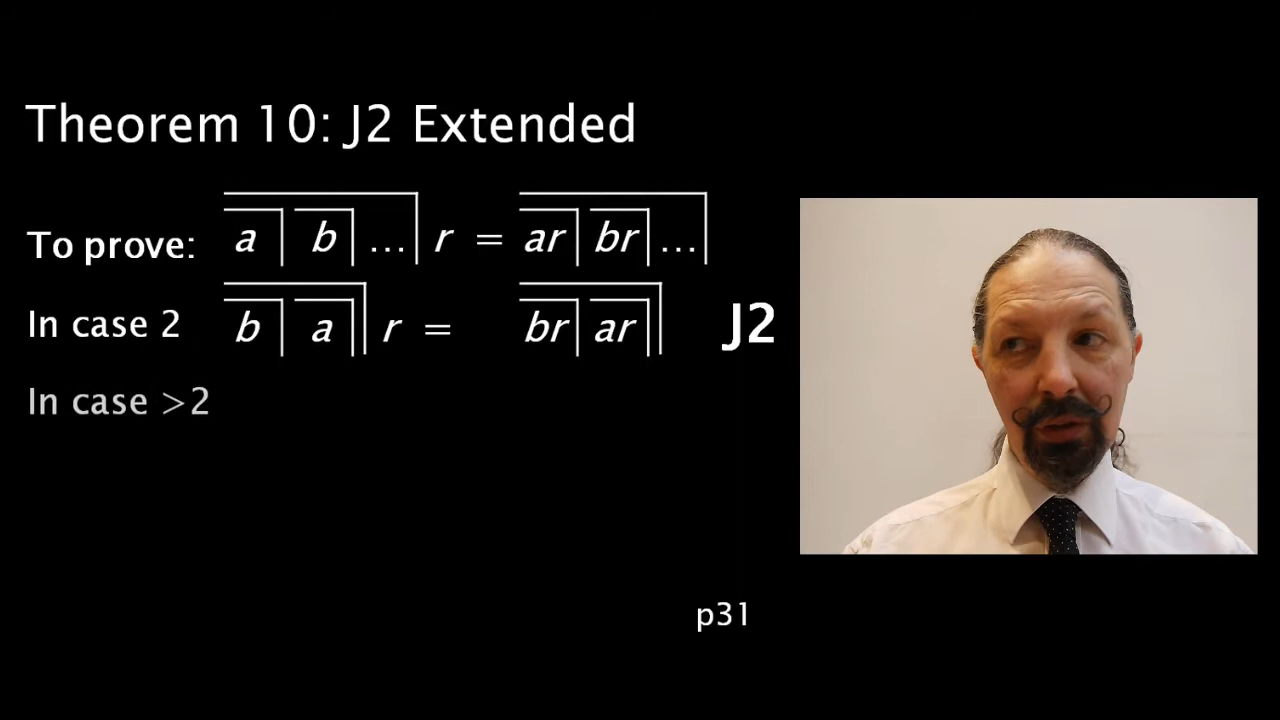 Theorem 10: J2 Extended
To prove: a b ... r = ar br ...
In case 2 b a r = br ar J2
In case >2
p31